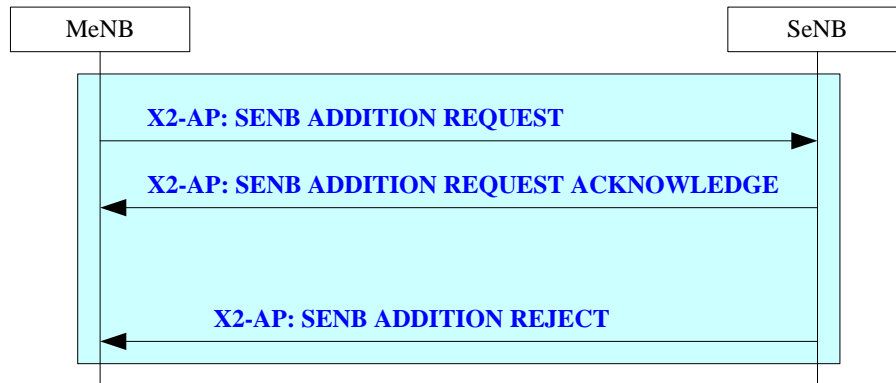 MeNB
SeNB
X2-AP: SENB ADDITION REQUEST
X2-AP: SENB ADDITION REQUEST ACKNOWLEDGE
X2-AP: SENB ADDITION REJECT